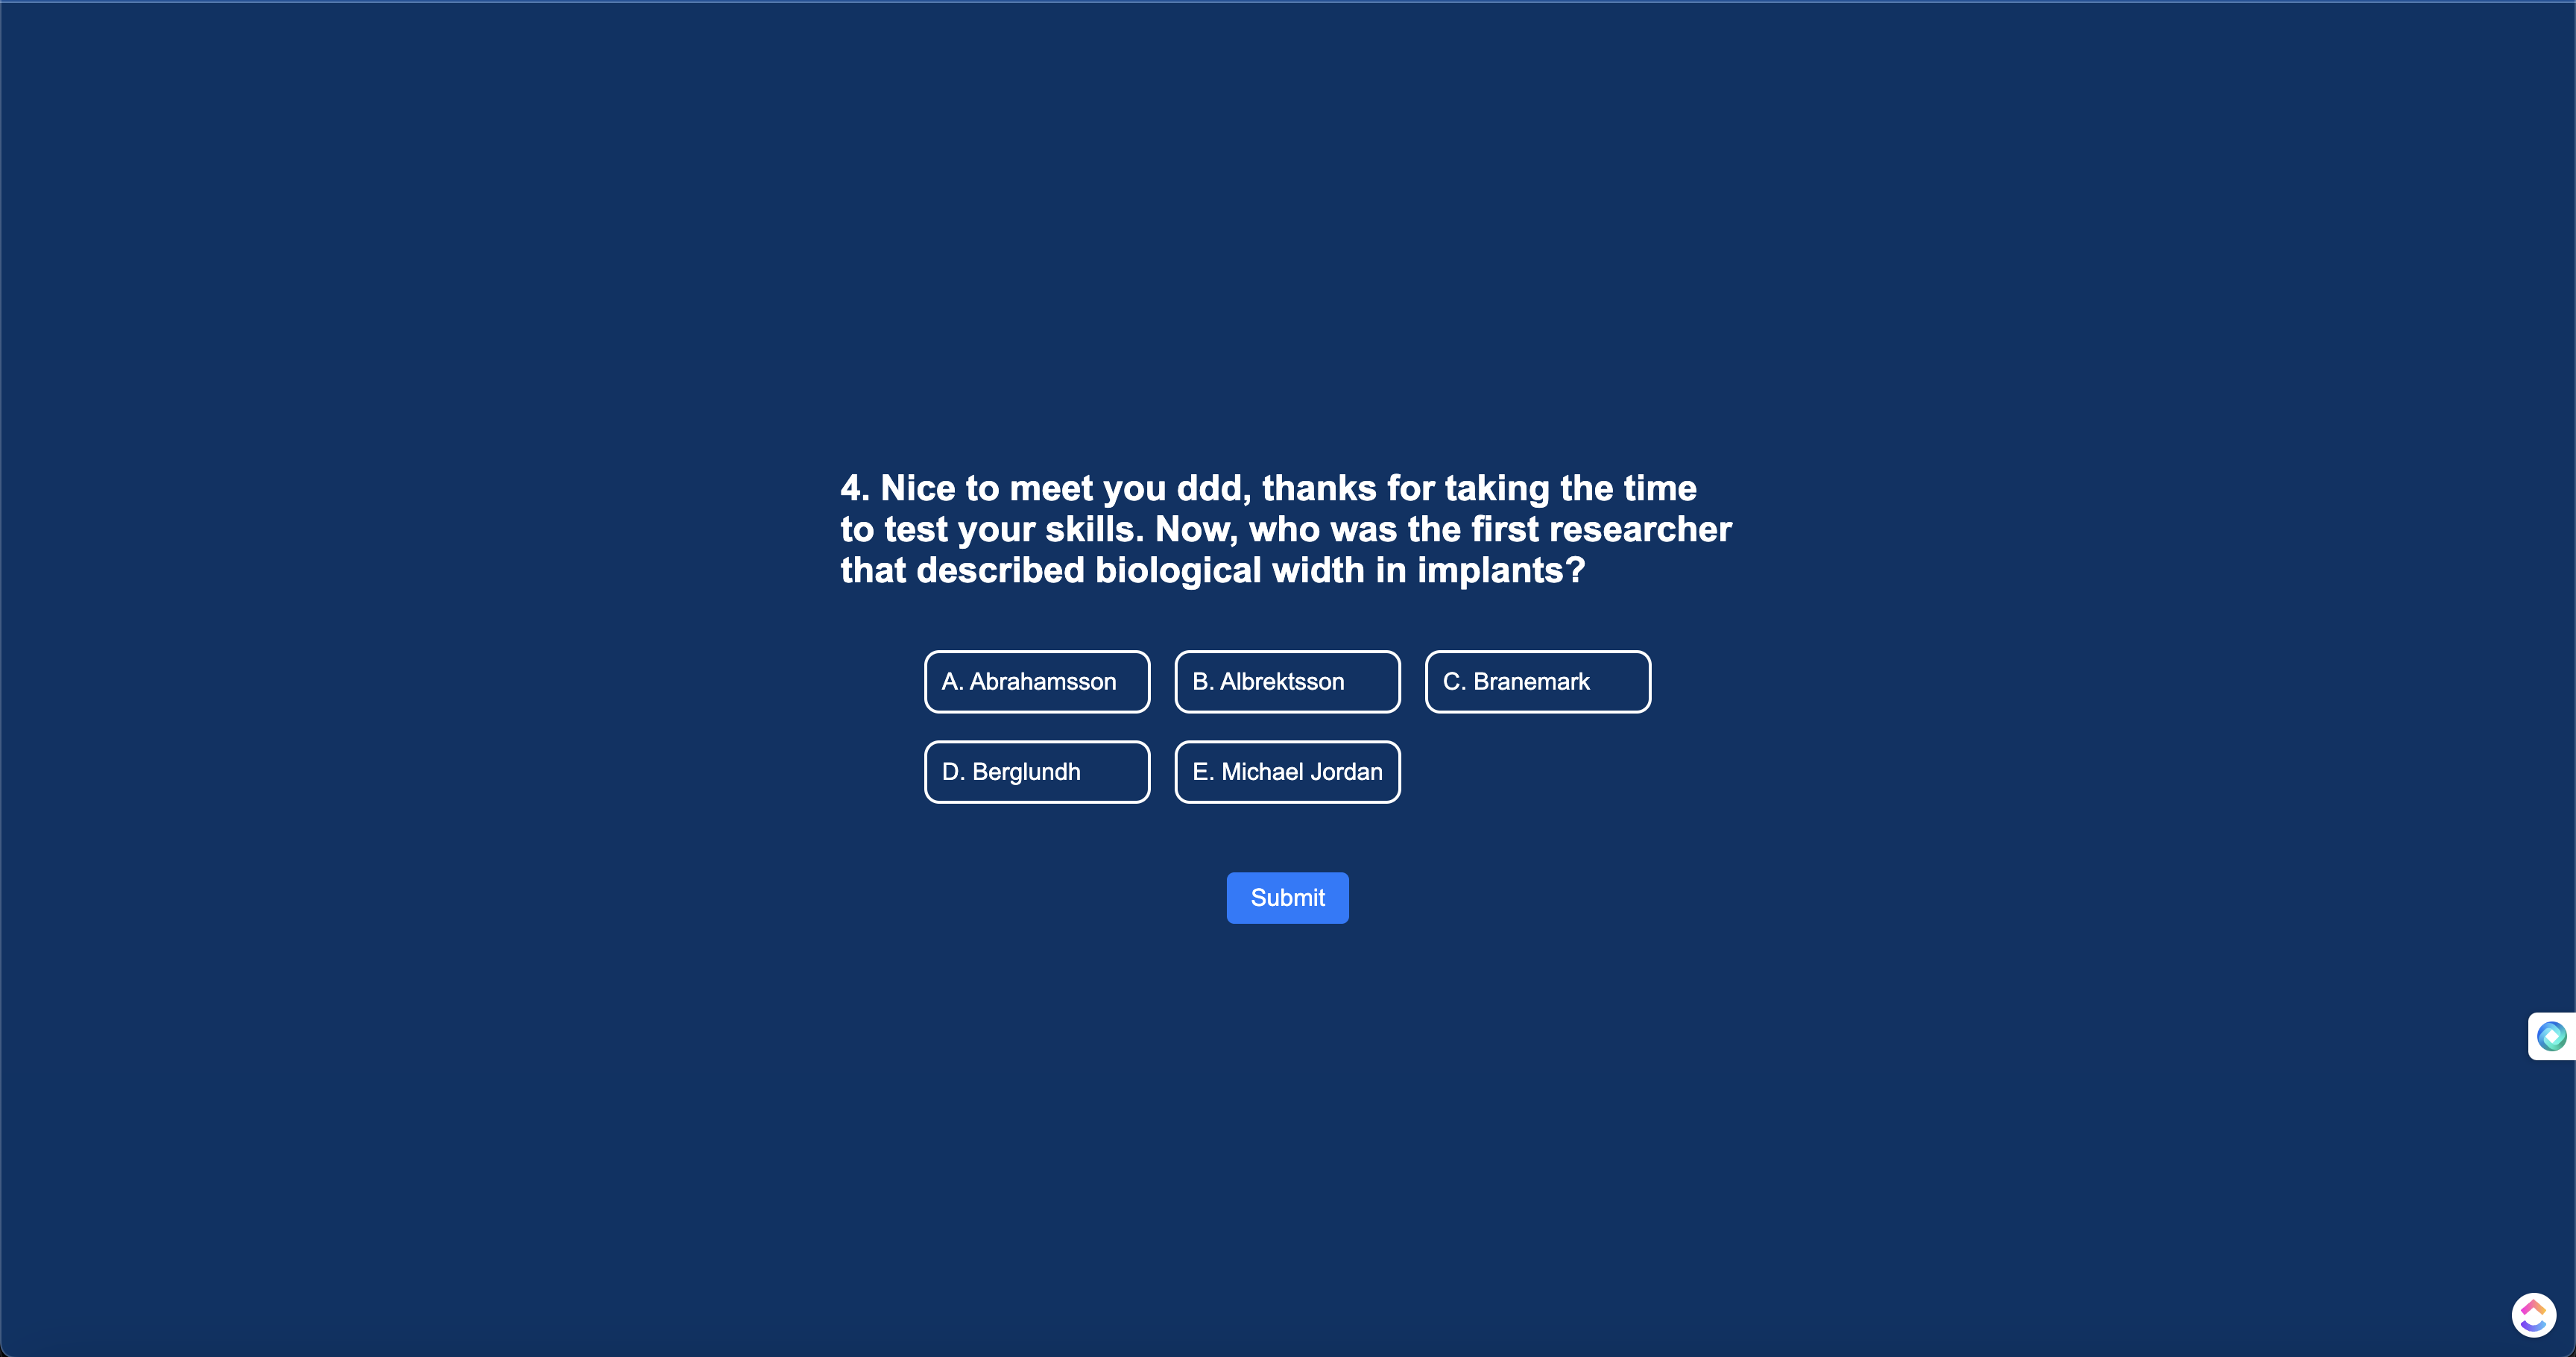 4. Nice to meet you ddd, thanks for taking the time
to test your skills. Now, who was the first researcher
that described biological width in implants?
A. Abrahamsson
B. Albrektsson
C. Branemark
D. Berglundh
E. Michael Jordan
Submit